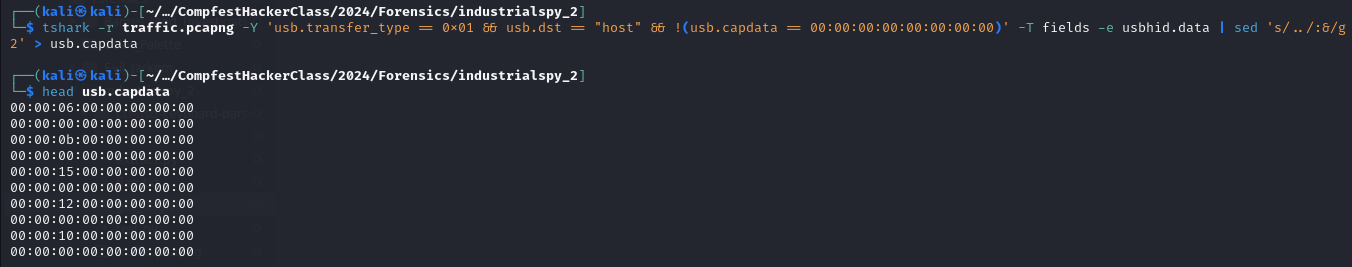 ┌──(kali㉿kali)-[~/…/CompfestHackerClass/2024/Forensics/industrialspy_2]
└─$ tshark -r traffic.pcapng -Y 'usb.transfer_type == 0×01 && usb.dst == "host" && !(usb.capdata == 00:00:00:00:00:00:00:00)' -T fields -e usbhid.data | sed 's/../:&/g
2' > usb.capdata
┌──(kali㉿kali)-[~/…/CompfestHackerClass/2024/Forensics/industrialspy_2]
└─$ head usb.capdata
00:00:06:00:00:00:00:00
00:00:00:00:00:00:00:00
00:00:0b:00:00:00:00:00
00:00:00:00:00:00:00:00
00:00:15:00:00:00:00:00
00:00:00:00:00:00:00:00
00:00:12:00:00:00:00:00
00:00:00:00:00:00:00:00
00:00:10:00:00:00:00:00
00:00:00:00:00:00:00:00